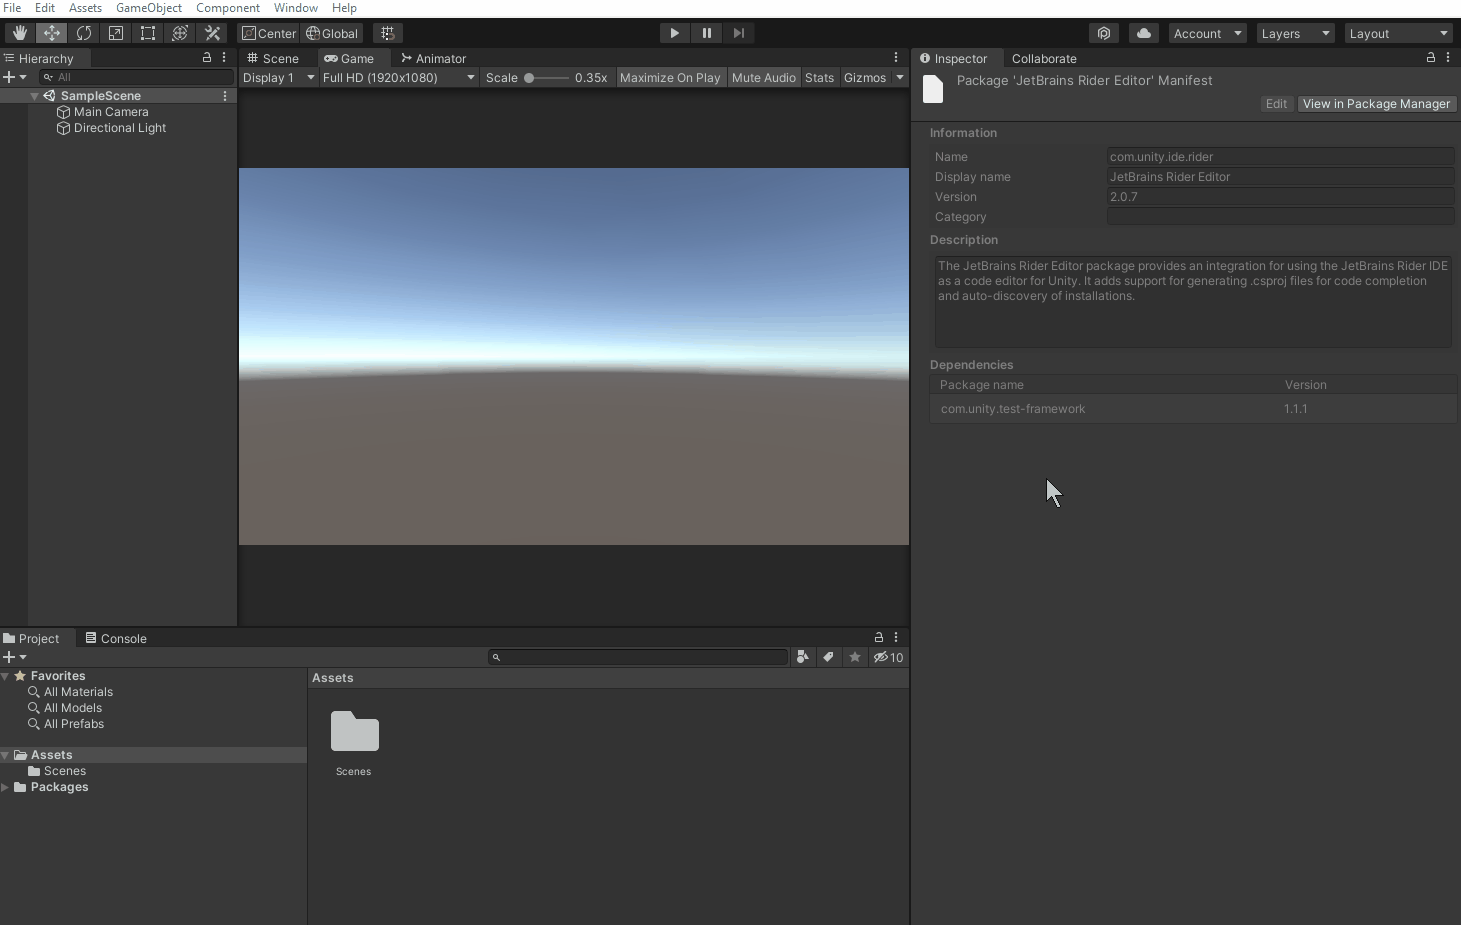 File Edit Assets GameObject Component Window Help
Center Global Account Layers Layout
Hierarchy
All
SampleScene
Main Camera
Directional Light
Scene Game Animator
Display 1 Full HD (1920x1080) Scale 0.35x Maximize On Play Mute Audio Stats Gizmos
Inspector Collaborate
Package 'JetBrains Rider Editor' Manifest
Edit View in Package Manager
Information
Name com.unity.ide.rider
Display name JetBrains Rider Editor
Version 2.0.7
Category
Description
The JetBrains Rider Editor package provides an integration for using the JetBrains Rider IDE
as a code editor for Unity. It adds support for generating .csproj files for code completion
and auto-discovery of installations.
Dependencies
Package name Version
com.unity.test-framework 1.1.1
Project Console
10
Favorites
All Materials
All Models
All Prefabs
Assets
Scenes
Packages
Assets
Scenes